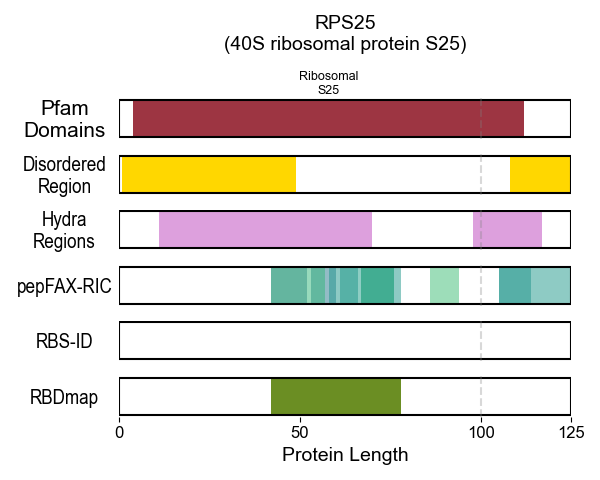 RPS25
(40S ribosomal protein S25)
Ribosomal
S25
Pfam
Domains
Disordered
Region
Hydra
Regions
pepFAX-RIC
RBS-ID
RBDmap
0 50 100 125
Protein Length